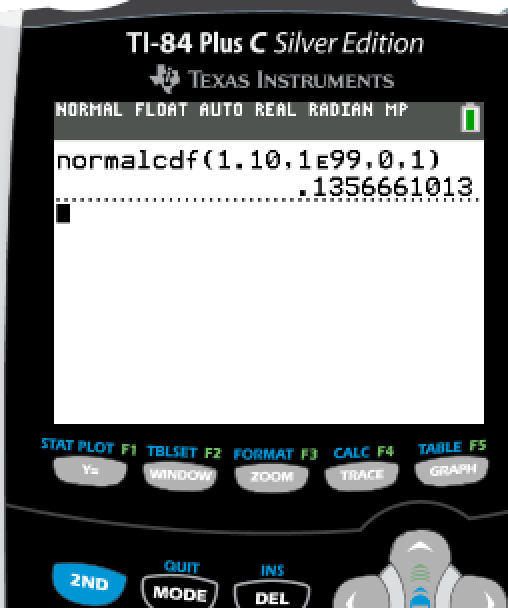 TI-84 Plus C Silver Edition
TEXAS INSTRUMENTS
NORMAL FLOAT AUTO REAL RADIAN MP
normalcdf(1.10,1ᴇ99,0,1)
.1356661013
STAT PLOT F1 TBLSET F2 FORMAT F3 CALC F4 TABLE F5
Y= WINDOW ZOOM TRACE GRAPH
QUIT INS
2ND MODE DEL